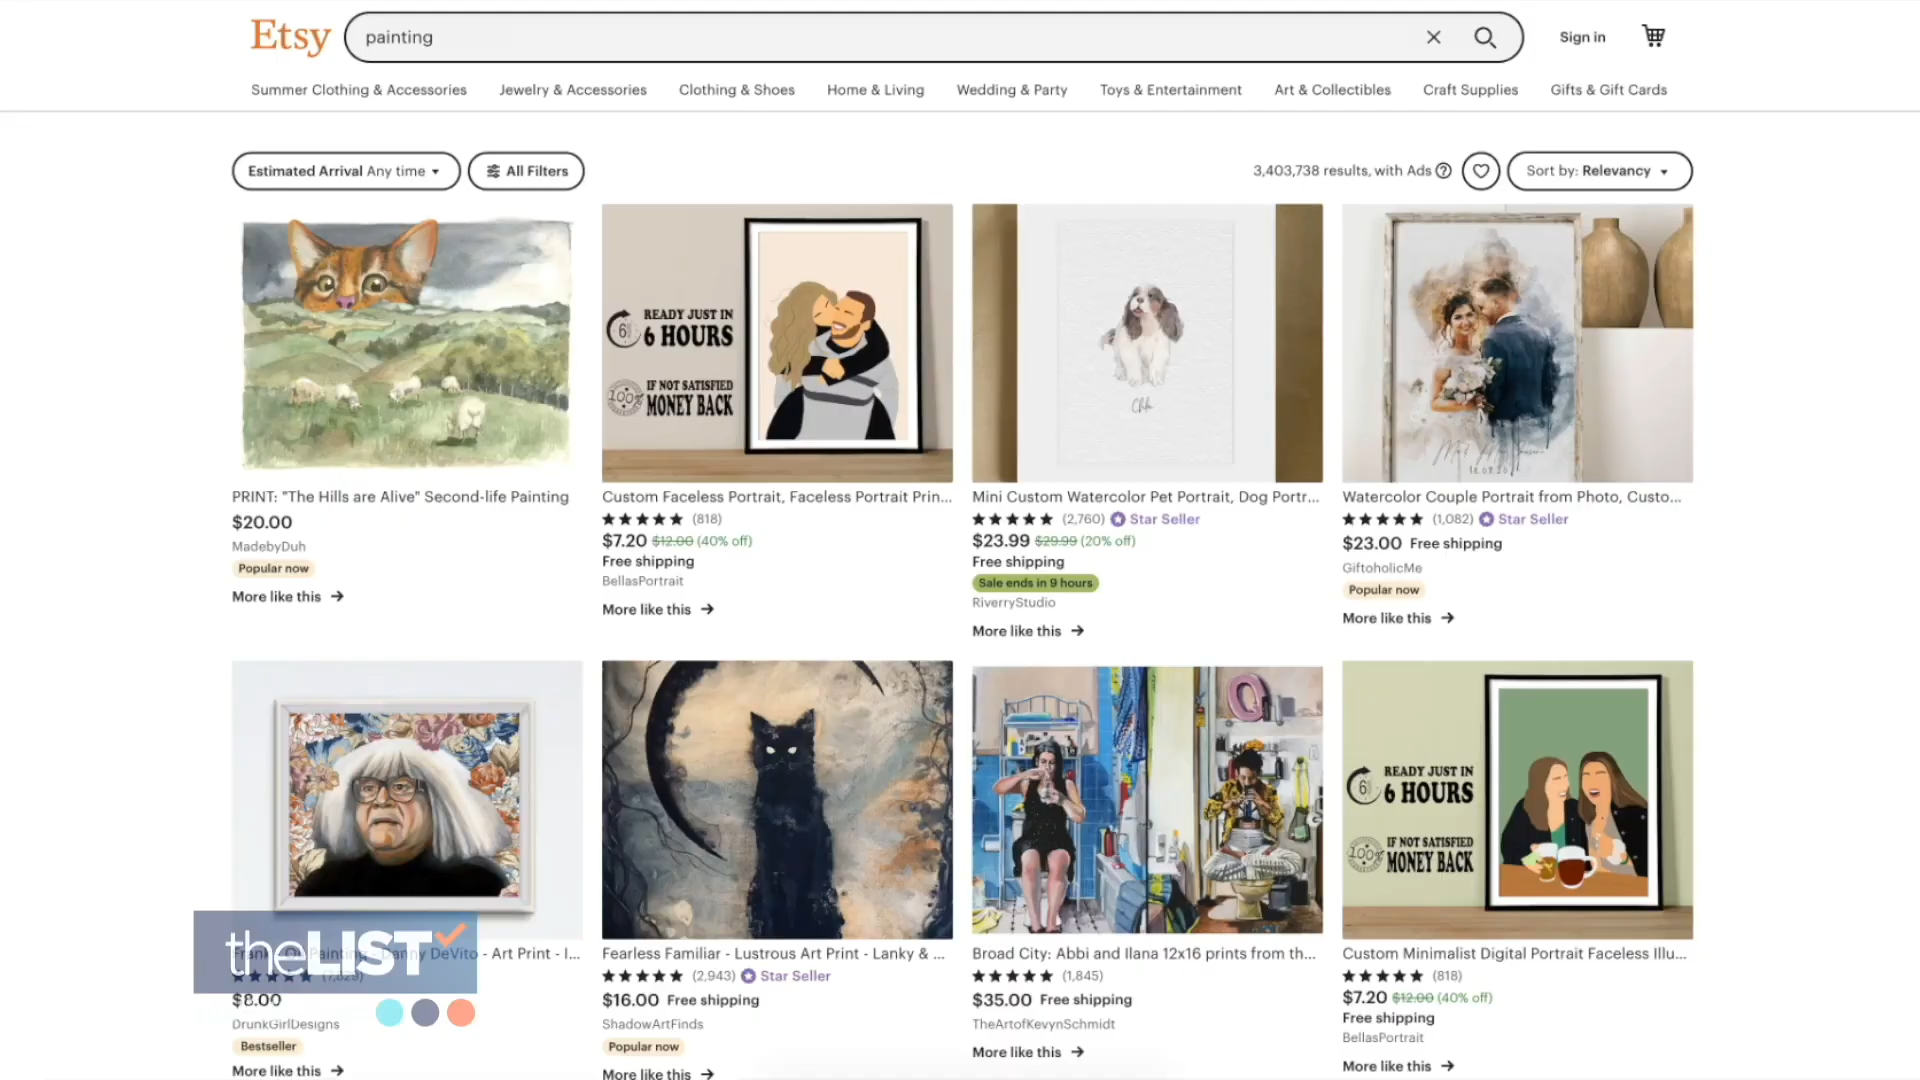 Etsy
painting
Sign in
Summer Clothing & Accessories Jewelry & Accessories Clothing & Shoes Home & Living Wedding & Party Toys & Entertainment Art & Collectibles Craft Supplies Gifts & Gift Cards
Estimated Arrival Any time
All Filters
3,403,738 results, with Ads
Sort by: Relevancy
READY JUST IN
6 HOURS
6
IF NOT SATISFIED
100%
MONEY BACK
PRINT: "The Hills are Alive" Second-life Painting
$20.00
MadebyDuh
Popular now
More like this
Custom Faceless Portrait, Faceless Portrait Prin...
(818)
$7.20 $12.00 (40% off)
Free shipping
BellasPortrait
More like this
Mini Custom Watercolor Pet Portrait, Dog Portr...
(2,760) Star Seller
$23.99 $29.99 (20% off)
Free shipping
Sale ends in 9 hours
RiverryStudio
More like this
Watercolor Couple Portrait from Photo, Custo...
(1,082) Star Seller
$23.00 Free shipping
GiftoholicMe
Popular now
More like this
READY JUST IN
6 HOURS
6
IF NOT SATISFIED
100%
MONEY BACK
theLIST
Painting - Danny DeVito - Art Print - I...
$8.00
DrunkGirlDesigns
Bestseller
More like this
Fearless Familiar - Lustrous Art Print - Lanky & ...
(2,943) Star Seller
$16.00 Free shipping
ShadowArtFinds
Popular now
More like this
Q
Broad City: Abbi and Ilana 12x16 prints from th...
(1,845)
$35.00 Free shipping
TheArtofKevynSchmidt
More like this
Custom Minimalist Digital Portrait Faceless Illu...
(818)
$7.20 $12.00 (40% off)
Free shipping
BellasPortrait
More like this